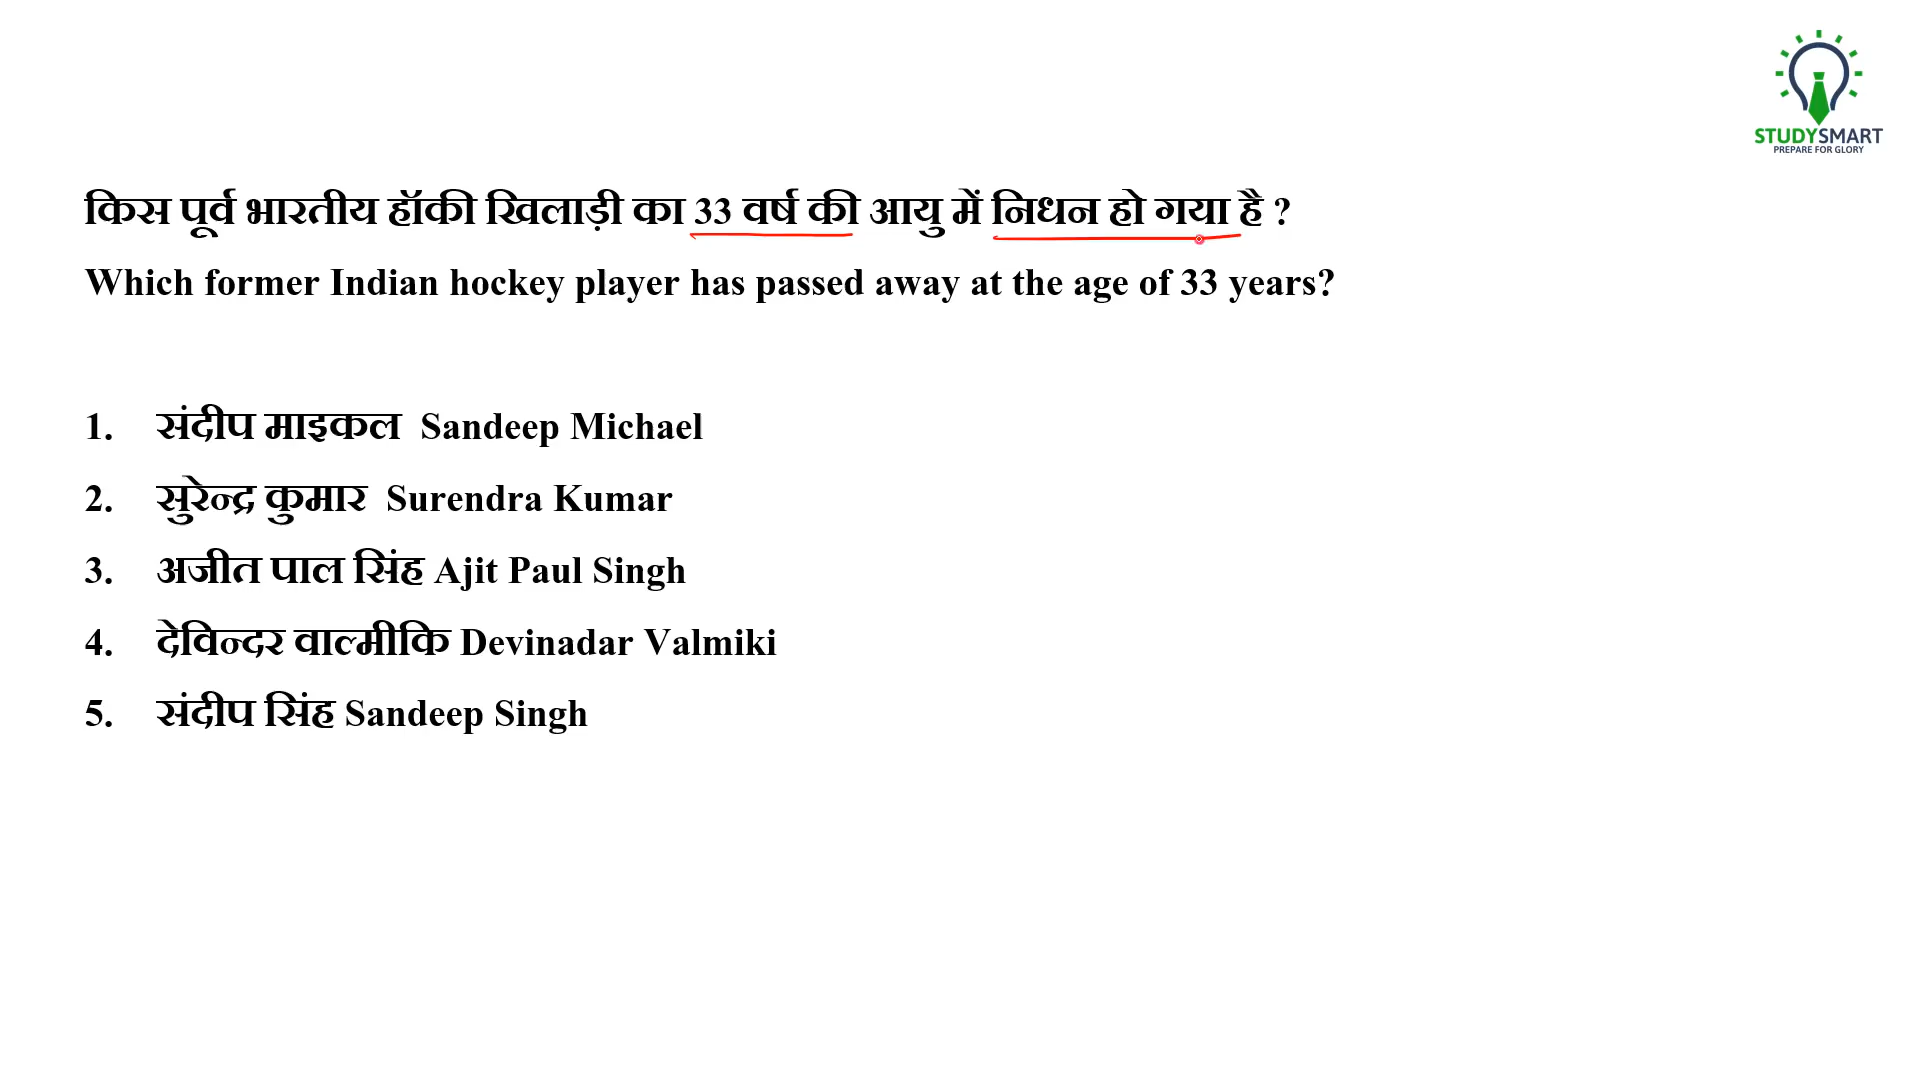 STUDYSMART
PREPARE FOR GLORY
किस पूर्व भारतीय हॉकी खिलाड़ी का 33 वर्ष की आयु में निधन हो गया है ?
Which former Indian hockey player has passed away at the age of 33 years?
1. संदीप माइकल Sandeep Michael
2. सुरेन्द्र कुमार Surendra Kumar
3. अजीत पाल सिंह Ajit Paul Singh
4. देविन्दर वाल्मीकि Devinadar Valmiki
5. संदीप सिंह Sandeep Singh